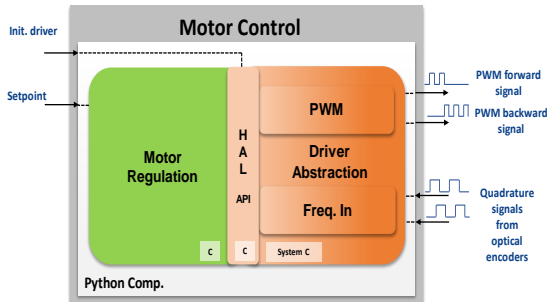 Motor Control
Init. driver
Setpoint
Motor
Regulation
H
A
L
API
PWM
Driver
Abstraction
Freq. In
C
C
System C
Python Comp.
PWM forward
signal
PWM backward
signal
Quadrature
signals
from
optical
encoders